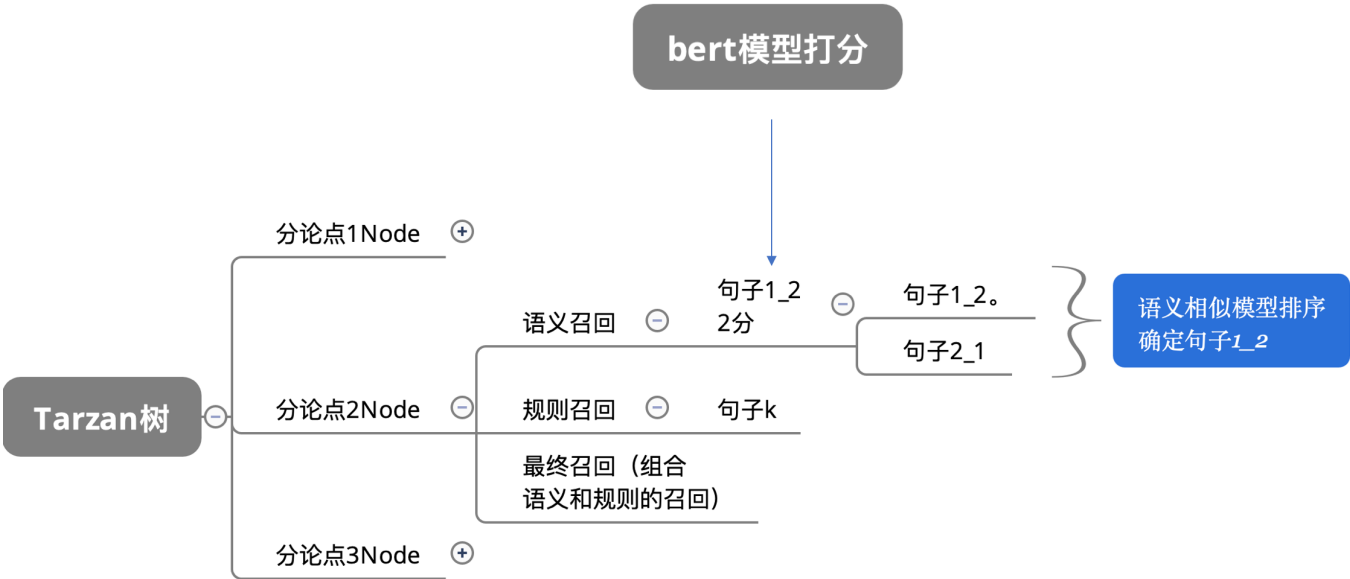 bert模型打分
分论点1Node
句子1_2
2分
句子1_2。
语义召回
句子2_1
语义相似模型排序
确定句子1_2
Tarzan树
分论点2Node
规则召回
句子k
最终召回（组合
语义和规则的召回）
分论点3Node